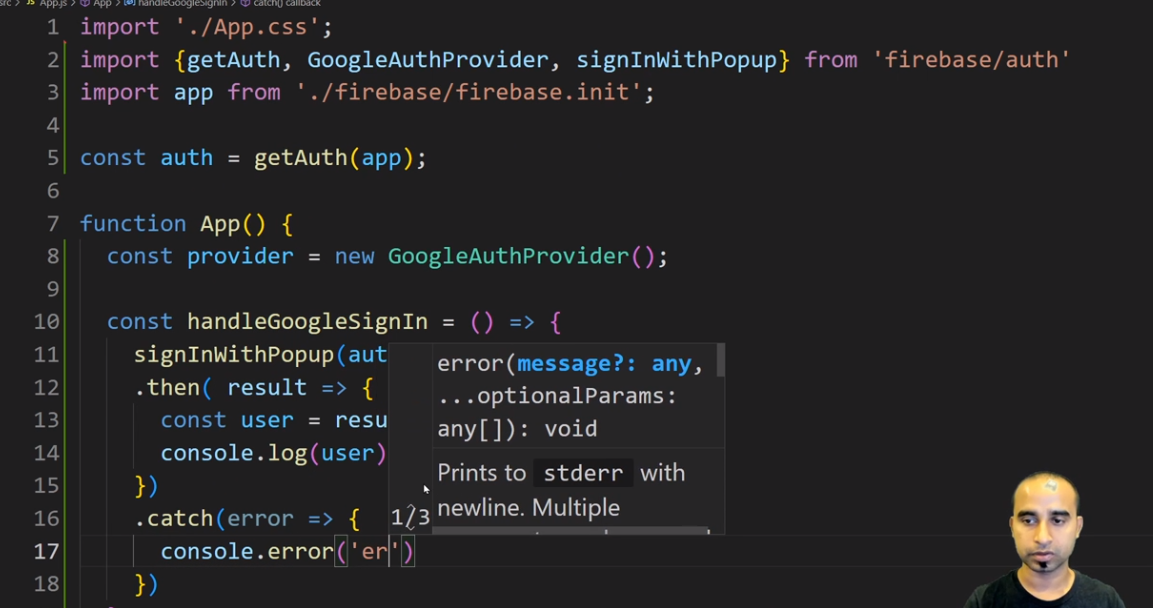 src > JS App.js > App > handleGoogleSignIn > catch() callback
1 import './App.css';
2 import {getAuth, GoogleAuthProvider, signInWithPopup} from 'firebase/auth'
3 import app from './firebase/firebase.init';
4
5 const auth = getAuth(app);
6
7 function App() {
8 const provider = new GoogleAuthProvider();
9
10 const handleGoogleSignIn = () => {
11 signInWithPopup(aut
12 .then( result => {
13 const user = resu
14 console.log(user)
15 })
16 .catch(error => {
17 console.error('er')
18 })
1/3
error(message?: any,
...optionalParams:
any[]): void
Prints to stderr with
newline. Multiple